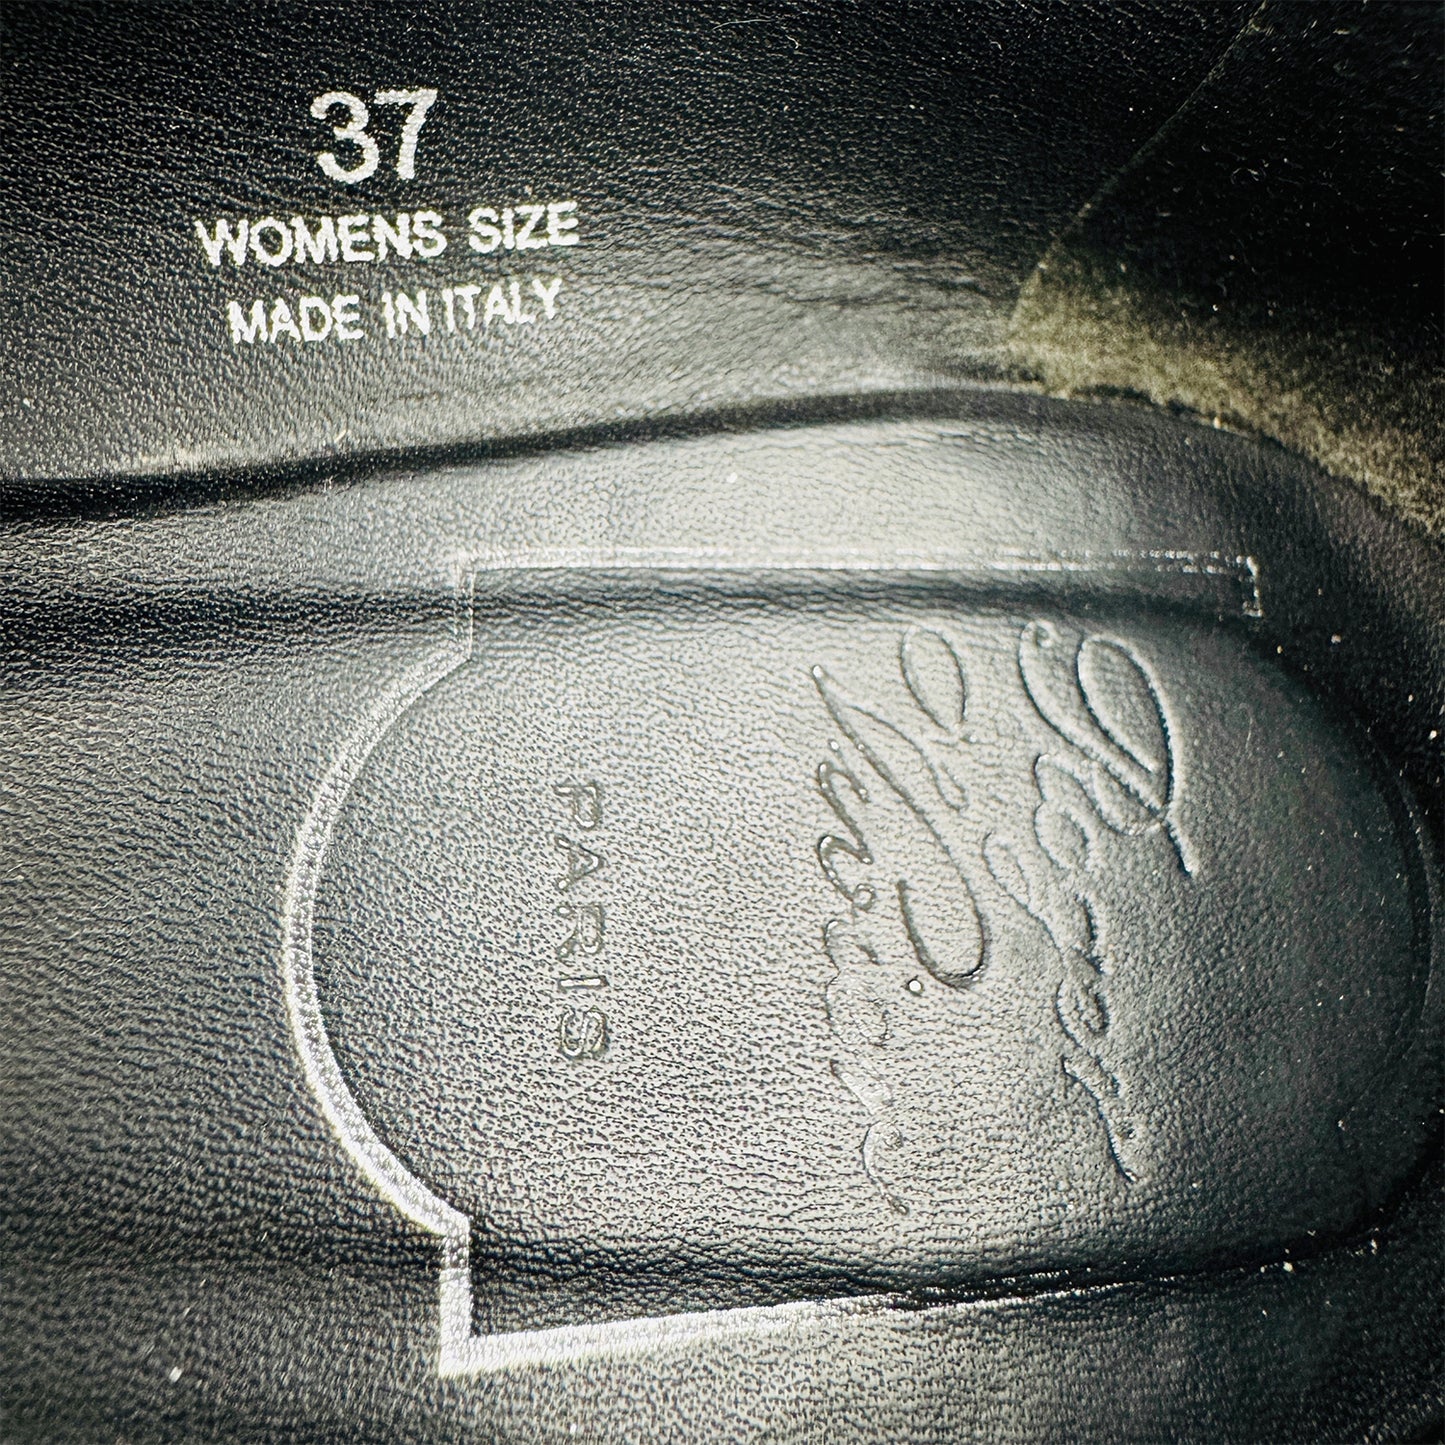 37
WOMENS SIZE
MADE IN ITALY
Roger
Vivier
PARIS